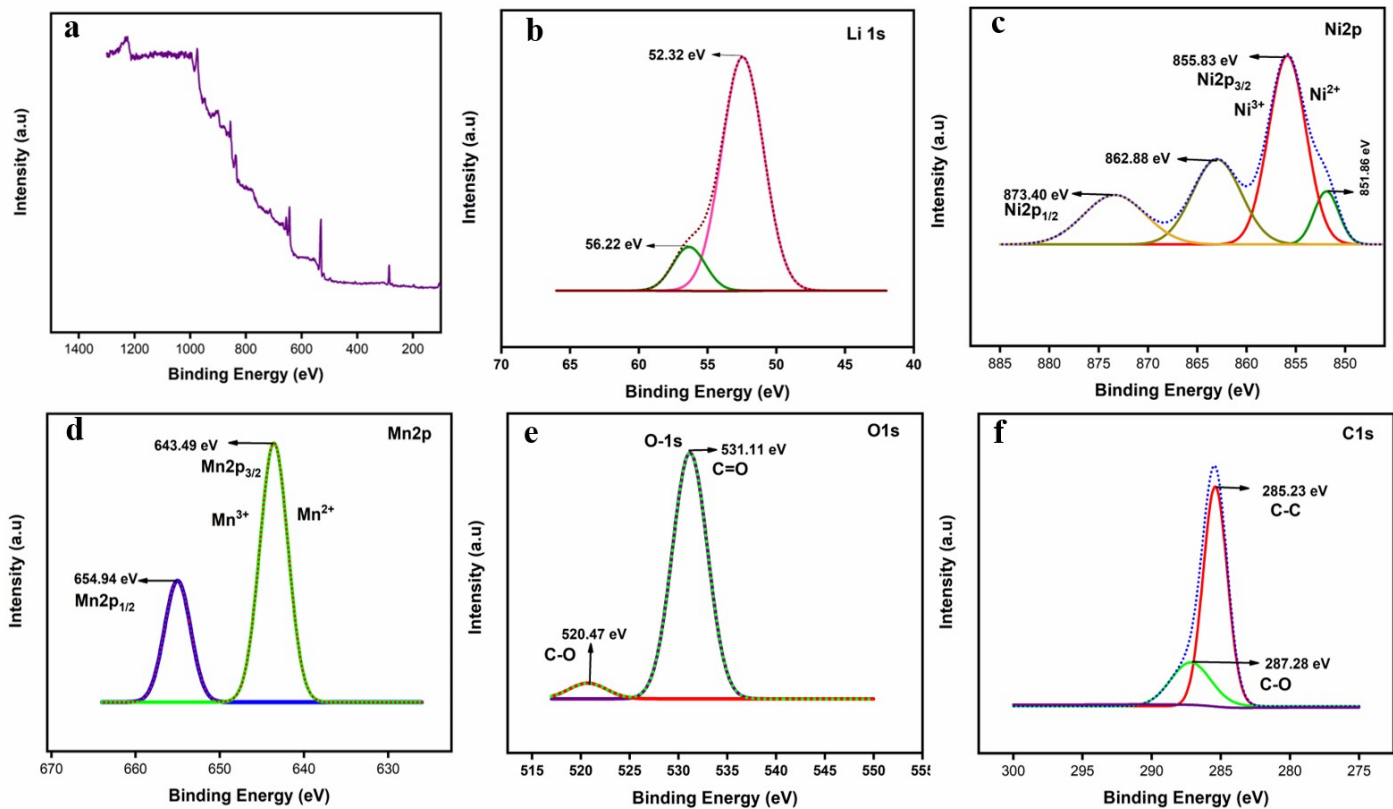 a
Intensity (a.u)
1400 1200 1000 800 600 400 200
Binding Energy (eV)
b
Li 1s
52.32 eV
56.22 eV
Intensity (a.u)
70 65 60 55 50 45 40
Binding Energy (eV)
c
Ni2p
855.83 eV
Ni2p3/2
Ni3+
Ni2+
862.88 eV
851.86 eV
873.40 eV
Ni2p1/2
Intensity (a.u)
885 880 875 870 865 860 855 850
Binding Energy (eV)
d
Mn2p
643.49 eV
Mn2p3/2
Mn3+
Mn2+
654.94 eV
Mn2p1/2
Intensity (a.u)
670 660 650 640 630
Binding Energy (eV)
e
O1s
O-1s
531.11 eV
C=O
520.47 eV
C-O
Intensity (a.u)
515 520 525 530 535 540 545 550 555
Binding Energy (eV)
f
C1s
285.23 eV
C-C
287.28 eV
C-O
Intensity (a.u)
300 295 290 285 280 275
Binding Energy (eV)